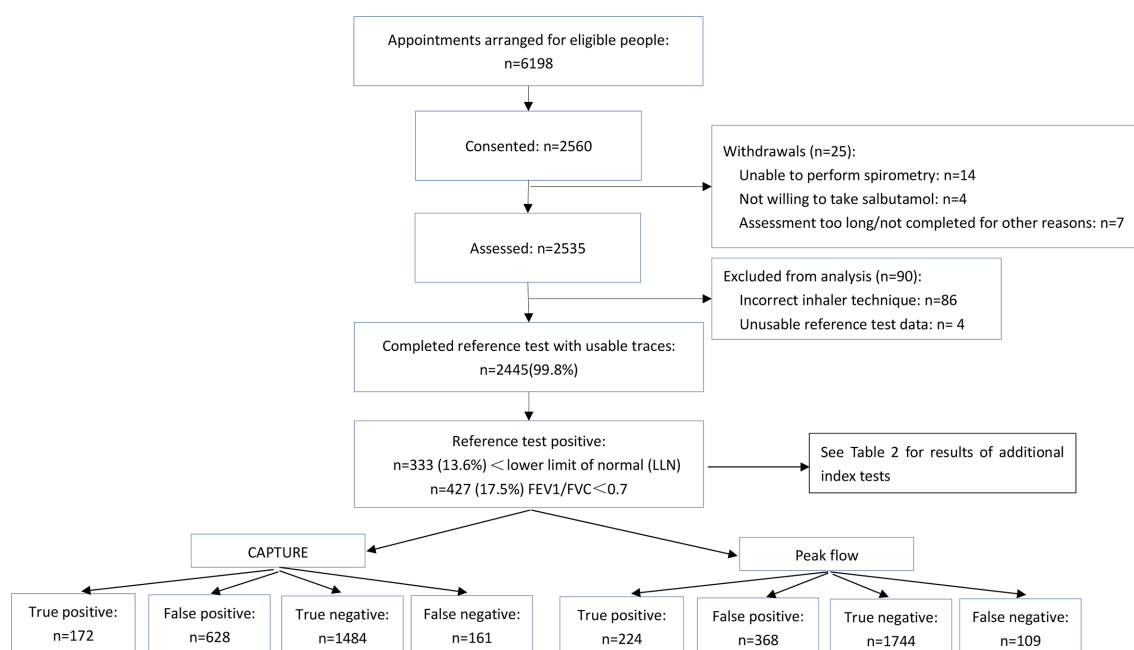 Appointments arranged for eligible people:
n=6198
Consented: n=2560
Withdrawals (n=25):
Unable to perform spirometry: n=14
Not willing to take salbutamol: n=4
Assessment too long/not completed for other reasons: n=7
Assessed: n=2535
Excluded from analysis (n=90):
Incorrect inhaler technique: n=86
Unusable reference test data: n= 4
Completed reference test with usable traces:
n=2445(99.8%)
Reference test positive:
n=333 (13.6%)＜lower limit of normal (LLN)
n=427 (17.5%) FEV1/FVC＜0.7
See Table 2 for results of additional
index tests
CAPTURE
Peak flow
True positive:
n=172
False positive:
n=628
True negative:
n=1484
False negative:
n=161
True positive:
n=224
False positive:
n=368
True negative:
n=1744
False negative:
n=109